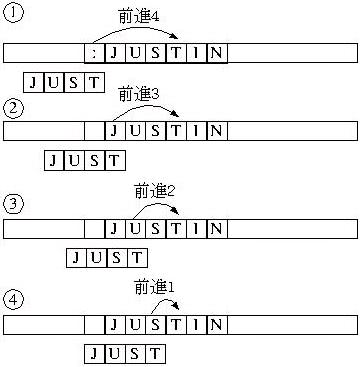 ① 前進4
: J U S T I N
J U S T
② 前進3
J U S T I N
J U S T
③ 前進2
J U S T I N
J U S T
④ 前進1
J U S T I N
J U S T